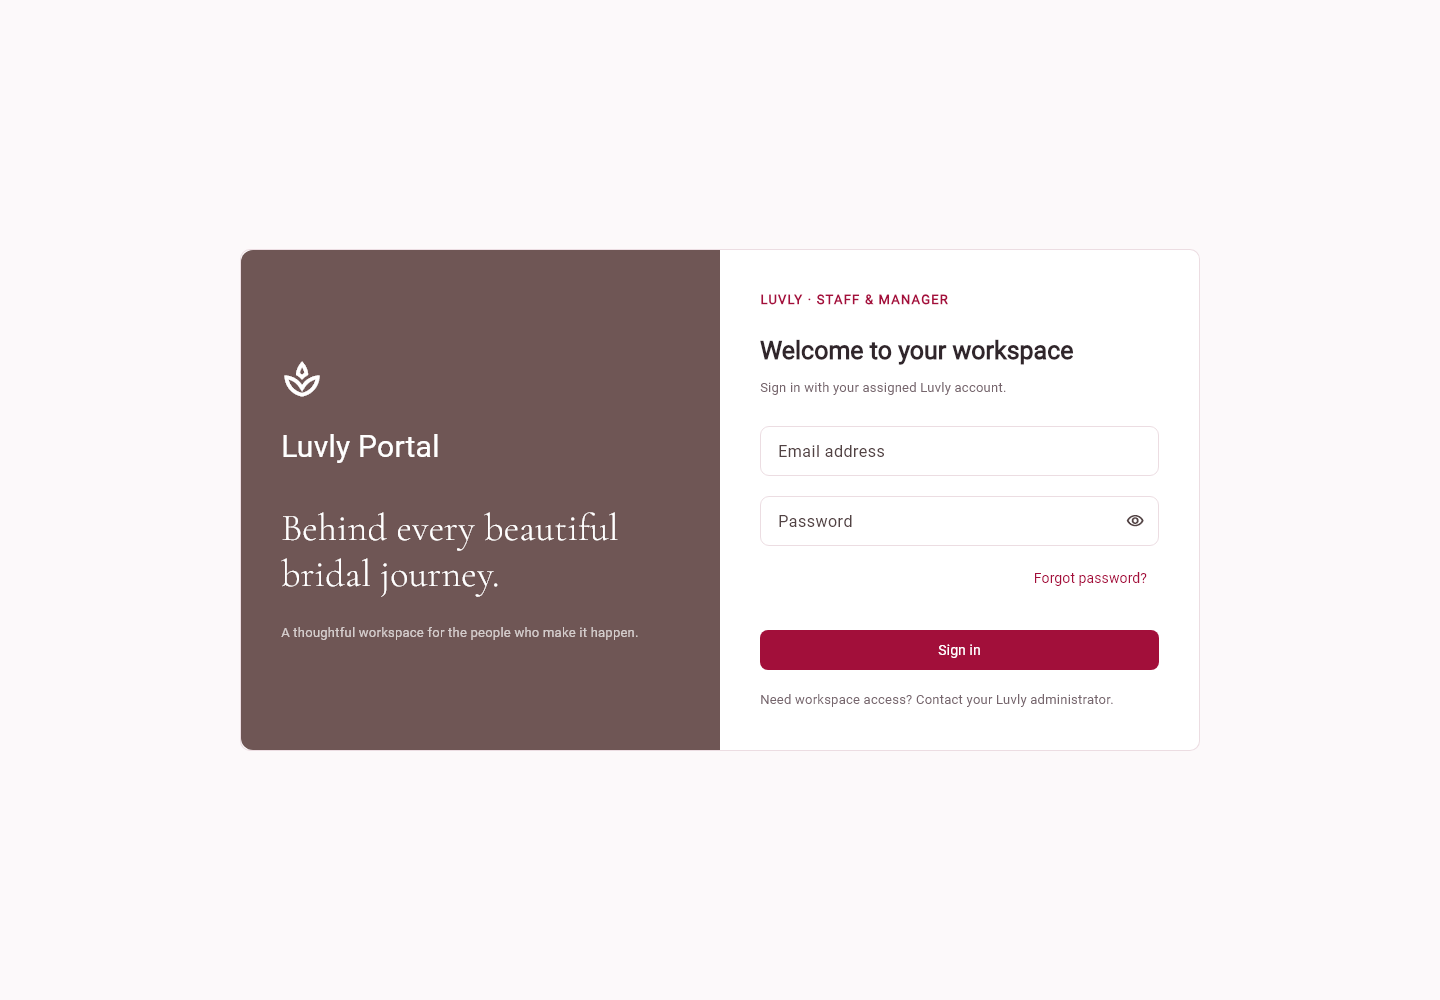 Luvly Portal
Behind every beautiful
bridal journey.
A thoughtful workspace for the people who make it happen.
LUVLY · STAFF & MANAGER
Welcome to your workspace
Sign in with your assigned Luvly account.
Email address
Password
Forgot password?
Sign in
Need workspace access? Contact your Luvly administrator.